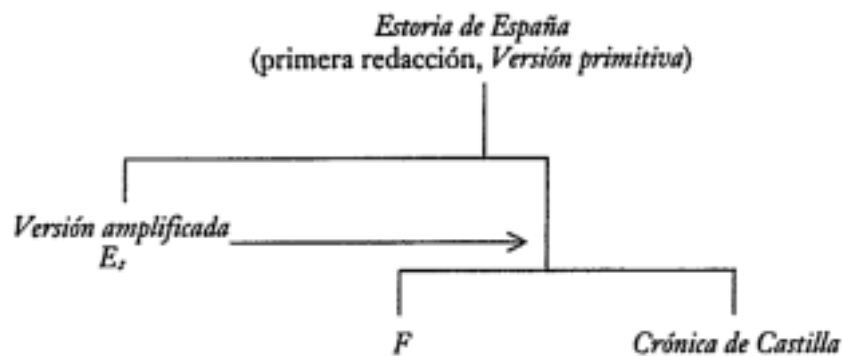 Estoria de España
(primera redacción, Versión primitiva)
Versión amplificada
E₂
F
Crónica de Castilla